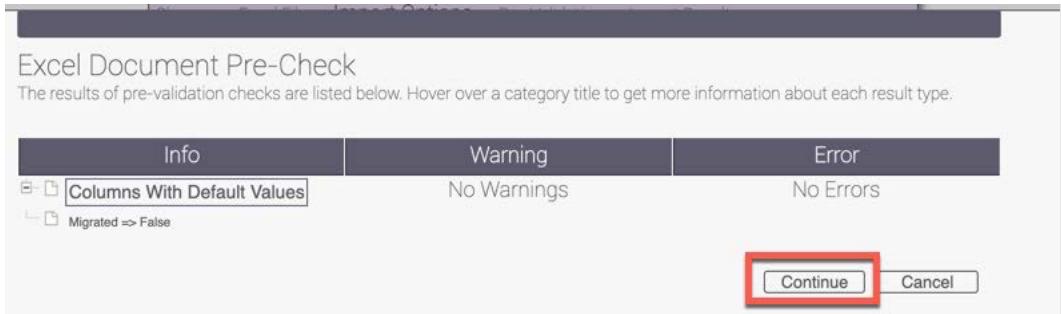 Import Options
Excel Document Pre-Check
The results of pre-validation checks are listed below. Hover over a category title to get more information about each result type.
Info Warning Error
Columns With Default Values No Warnings No Errors
Migrated => False
Continue Cancel